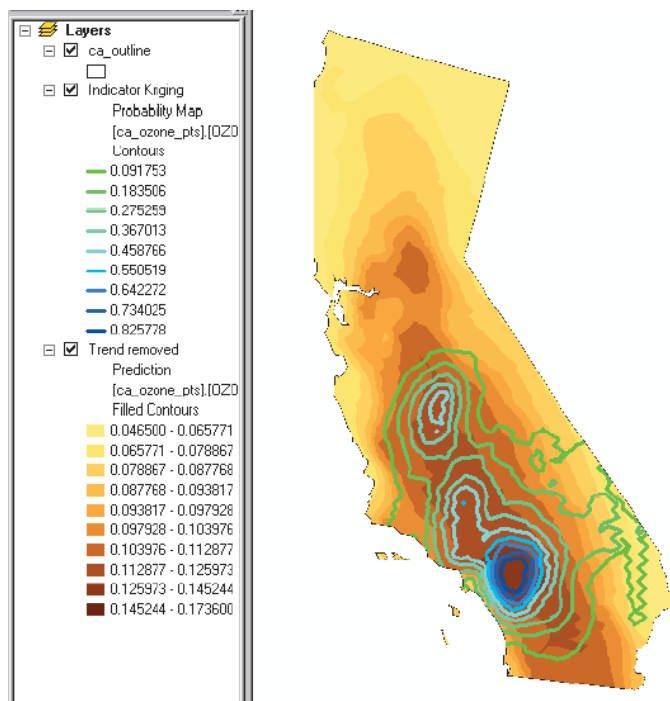 Layers
ca_outline
Indicator Kriging
Probability Map
[ca_ozone_pts].[OZO
Contours
0.091753
0.183506
0.275259
0.367013
0.458766
0.550519
0.642272
0.734025
0.825778
Trend removed
Prediction
[ca_ozone_pts].[OZO
Filled Contours
0.046500 - 0.065771
0.065771 - 0.078867
0.078867 - 0.087768
0.087768 - 0.093817
0.093817 - 0.097928
0.097928 - 0.103976
0.103976 - 0.112877
0.112877 - 0.125973
0.125973 - 0.145244
0.145244 - 0.173600